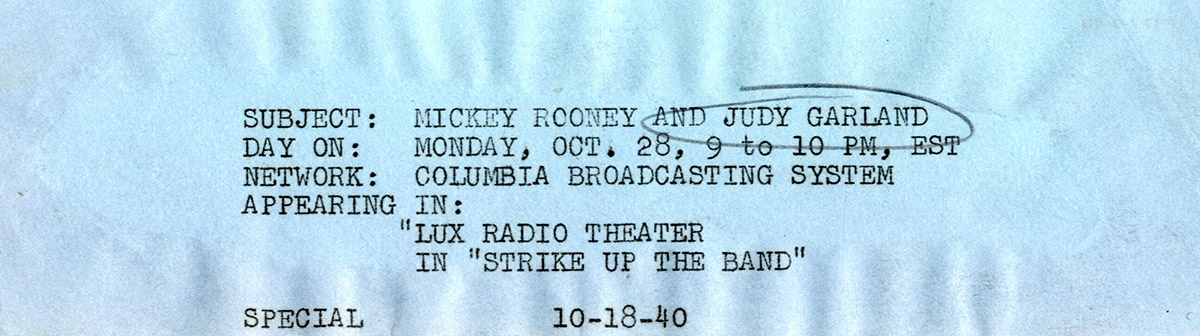 SUBJECT: MICKEY ROONEY AND JUDY GARLAND
DAY ON: MONDAY, OCT. 28, 9 to 10 PM, EST
NETWORK: COLUMBIA BROADCASTING SYSTEM
APPEARING IN:
"LUX RADIO THEATER
IN "STRIKE UP THE BAND"
SPECIAL 10-18-40